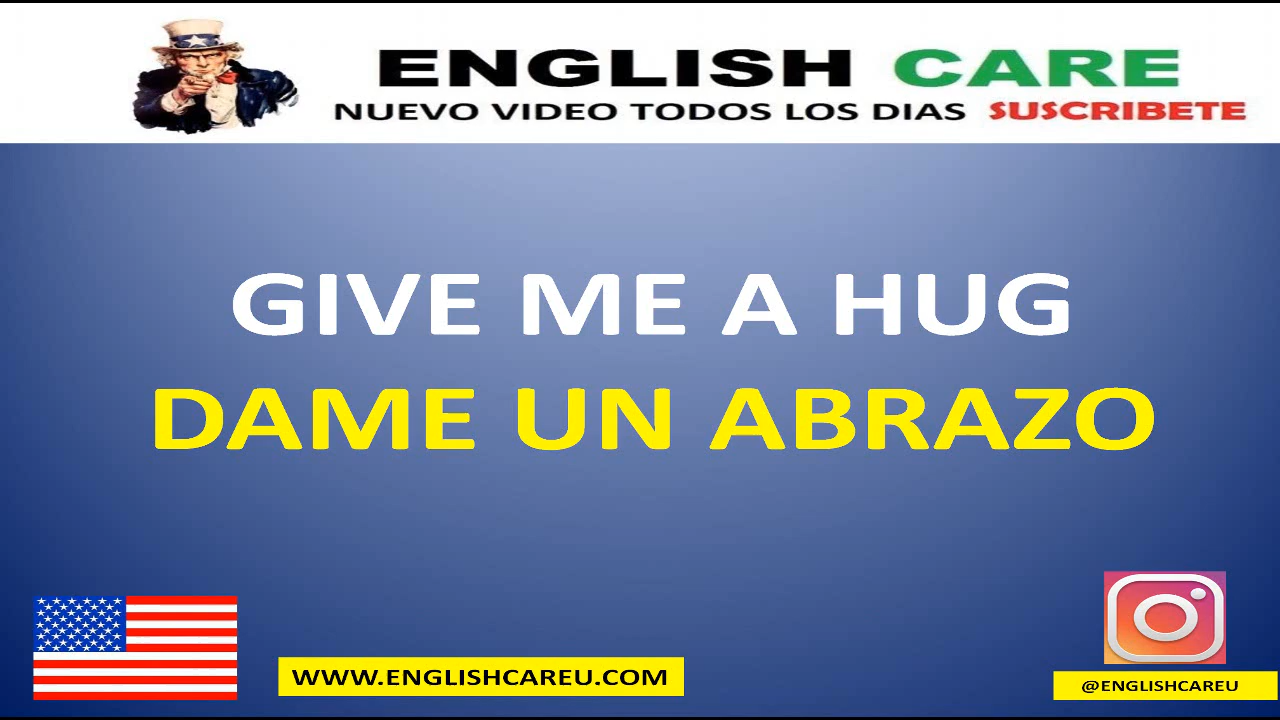 ENGLISH CARE
NUEVO VIDEO TODOS LOS DIAS SUSCRIBETE
GIVE ME A HUG
DAME UN ABRAZO
WWW.ENGLISHCAREU.COM
@ENGLISHCAREU